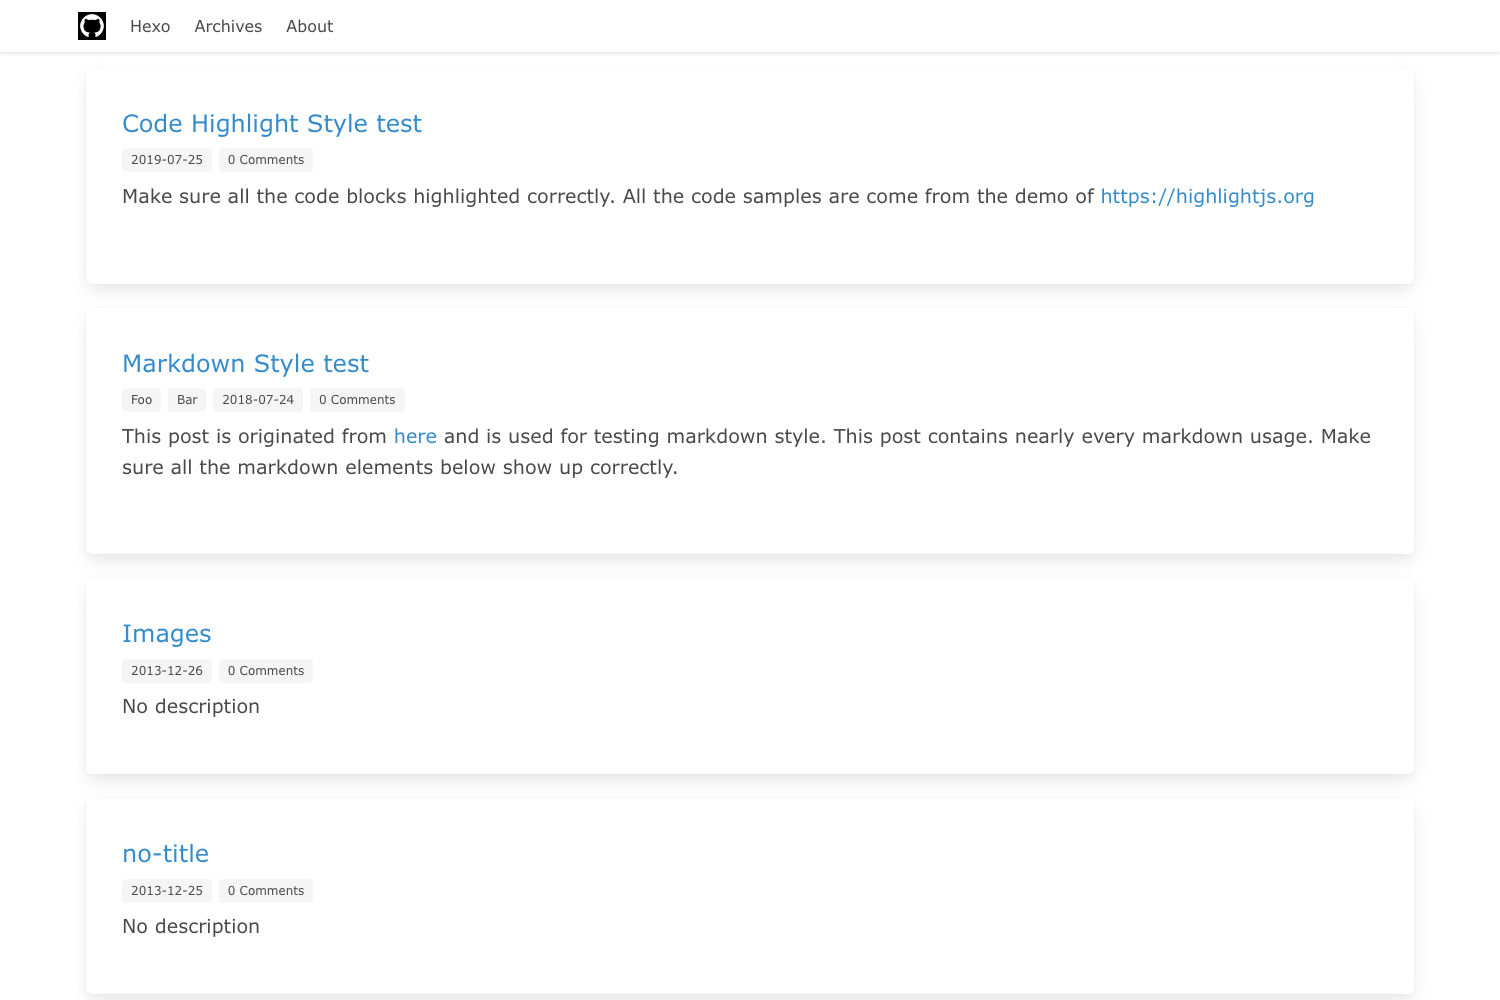 Hexo Archives About
Code Highlight Style test
2019-07-25 0 Comments
Make sure all the code blocks highlighted correctly. All the code samples are come from the demo of https://highlightjs.org
Markdown Style test
Foo Bar 2018-07-24 0 Comments
This post is originated from here and is used for testing markdown style. This post contains nearly every markdown usage. Make
sure all the markdown elements below show up correctly.
Images
2013-12-26 0 Comments
No description
no-title
2013-12-25 0 Comments
No description